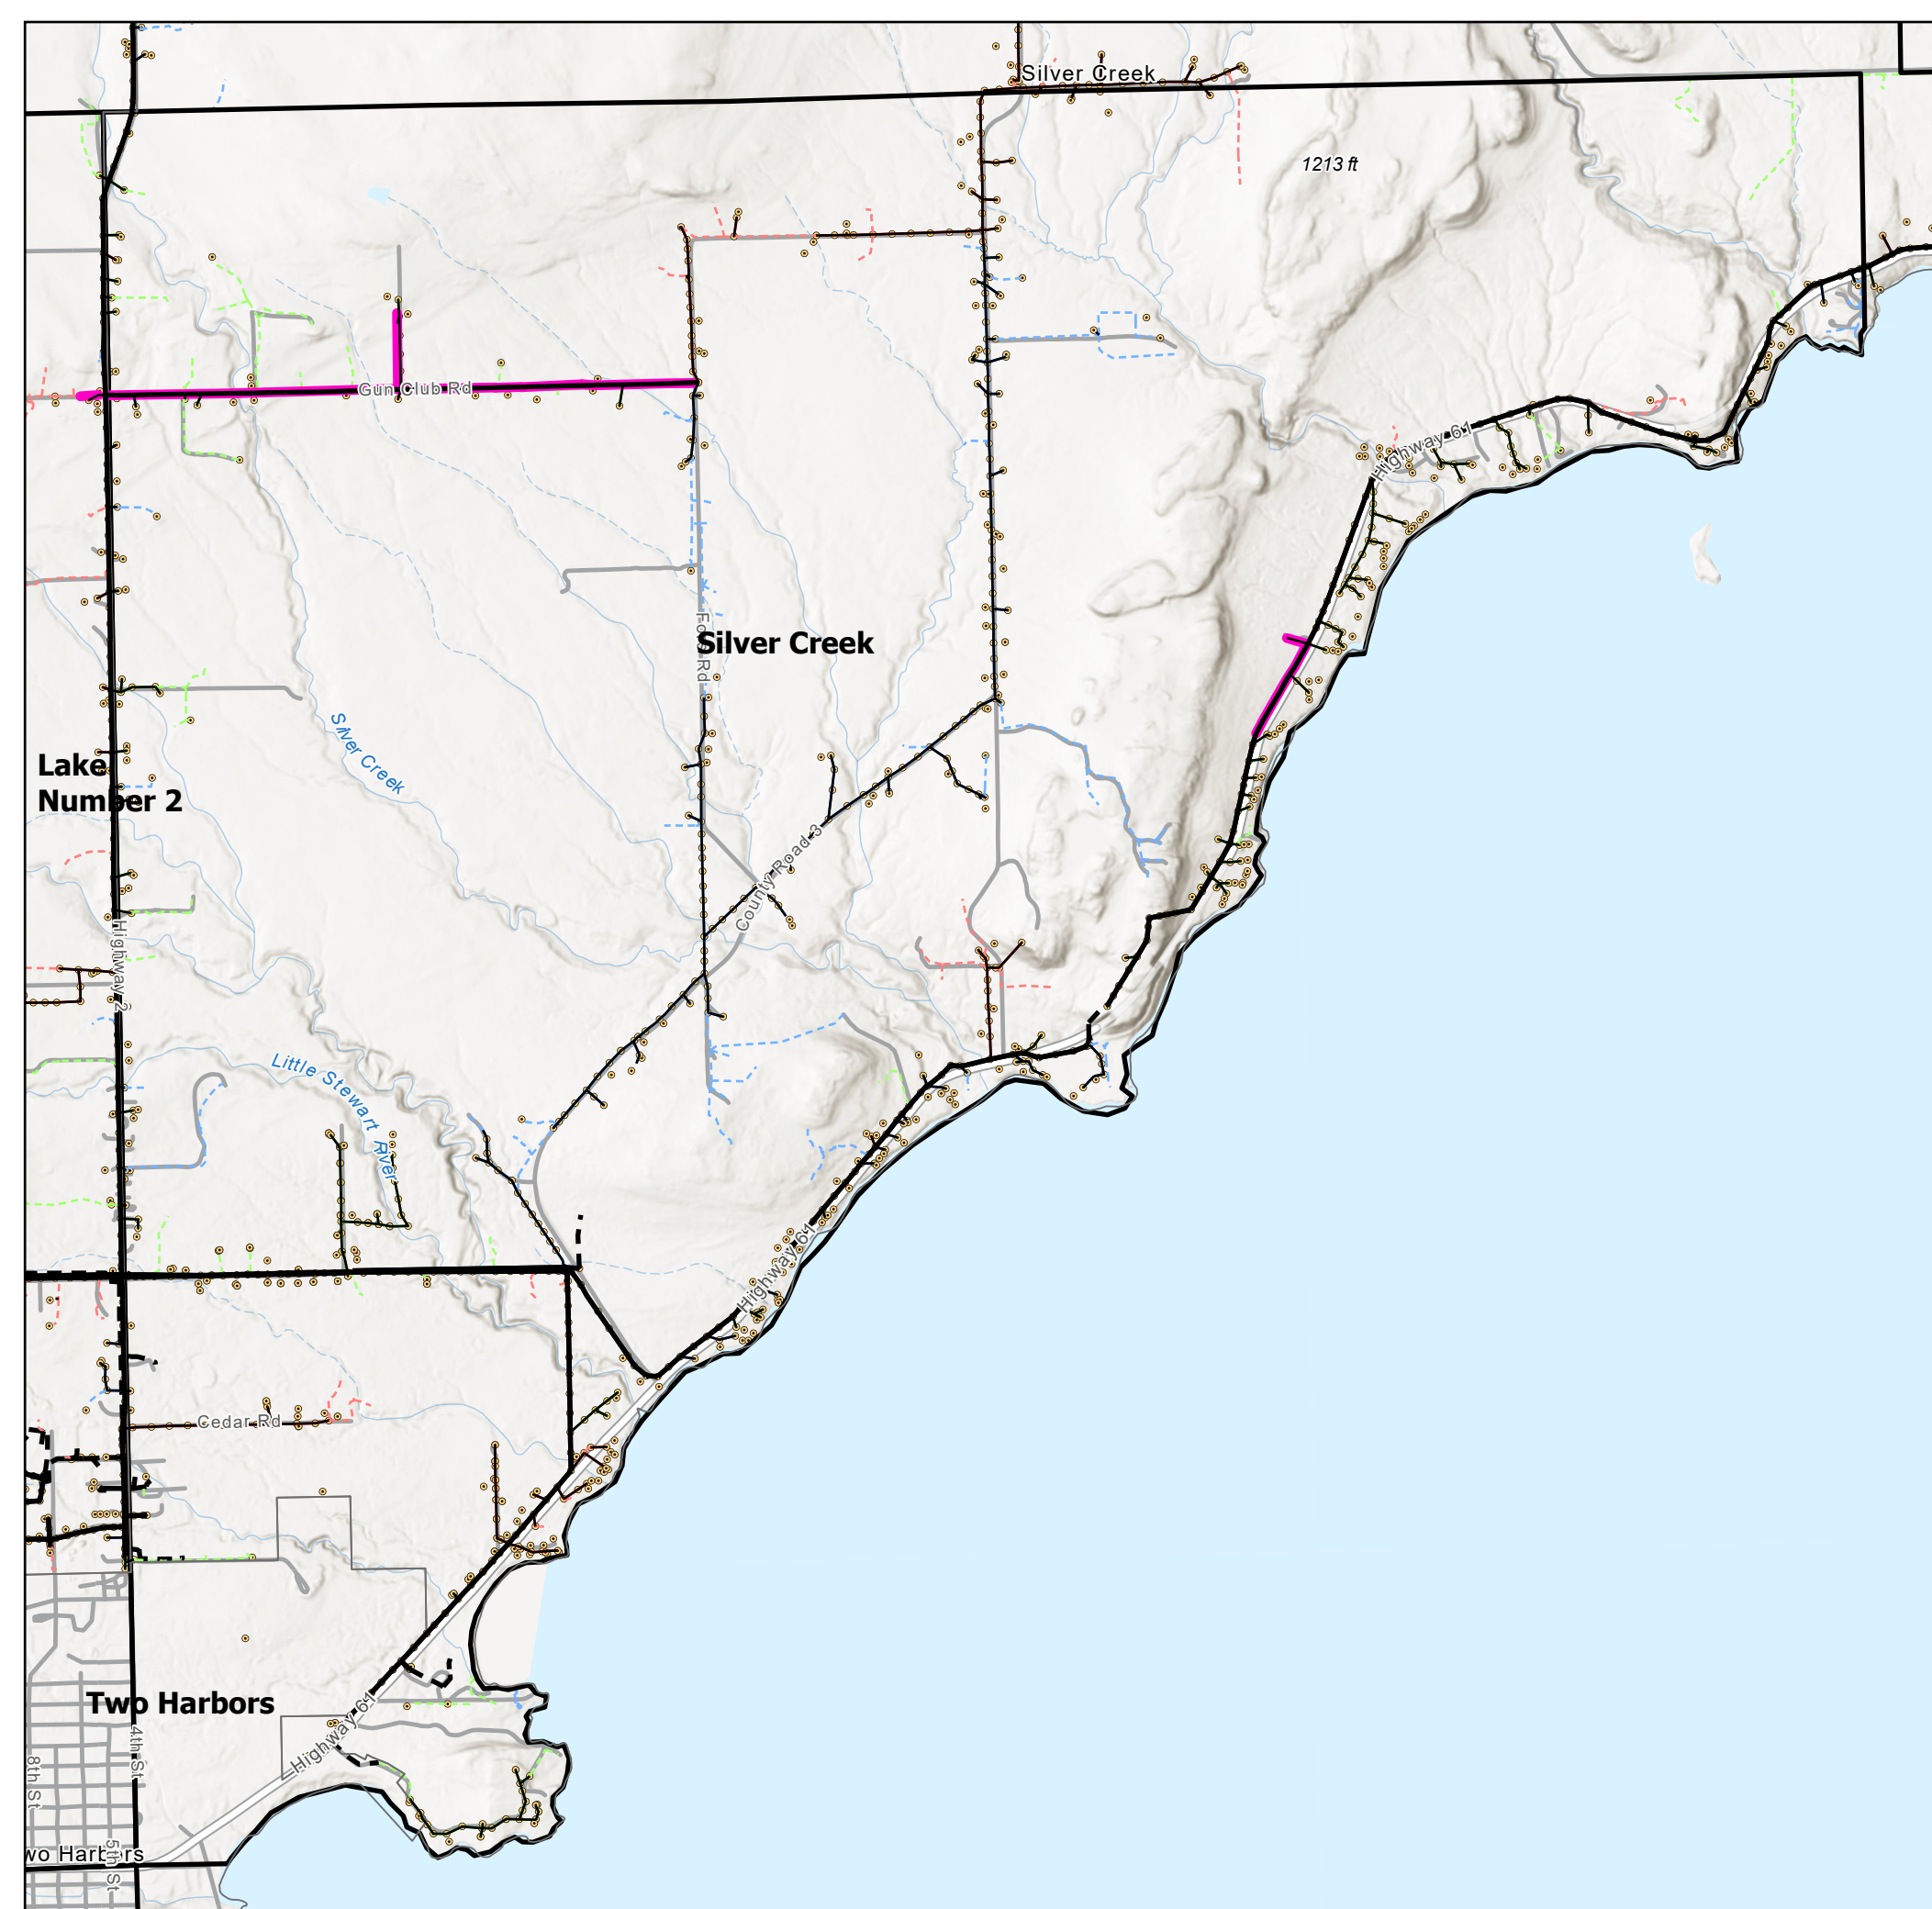 Silver Creek
1213 ft
Gun Club Rd
Highway 61
Silver Creek
Silver Creek
Lake
Number 2
County Road 3
Highway 2
Little Stewart River
Highway 61
Cedar Rd
Two Harbors
Highway 61
4th St
8th St
wo Harbors
5th St